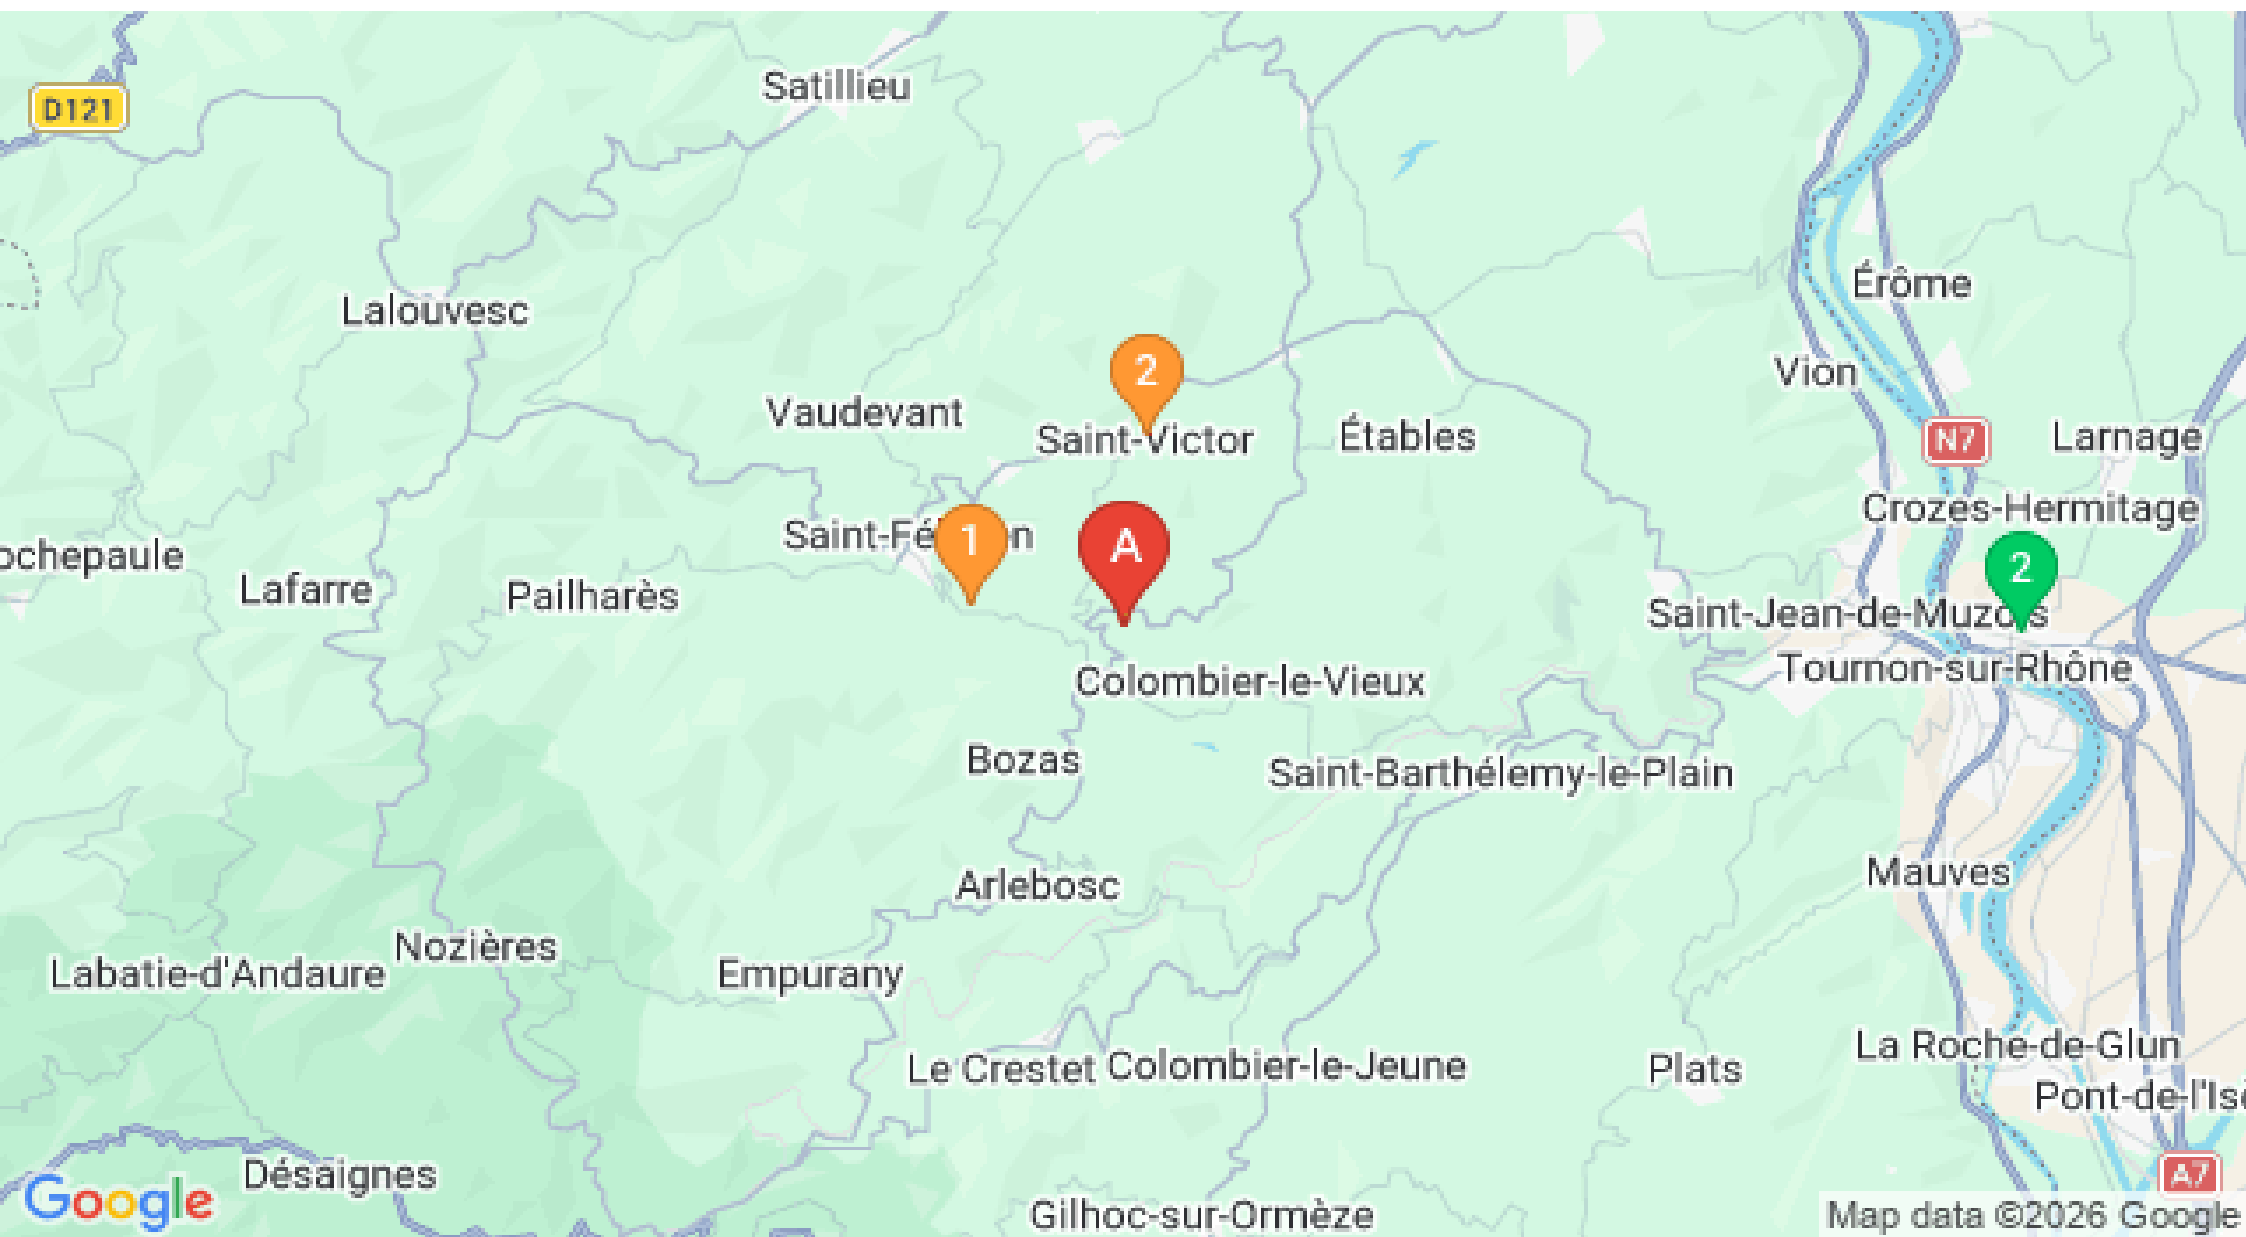 Satillieu
D121
Érôme
Lalouvesc
2
Vion
Vaudevant
Saint-Victor
Étables
N7
Larnage
Crozes-Hermitage
1
A
2
ochepaule
Lafarre
Pailharès
Saint-Jean-de-Muzols
Tournon-sur-Rhône
Colombier-le-Vieux
Bozas
Saint-Barthélemy-le-Plain
Mauves
Arlebosc
Nozières
Labatie-d'Andaure
Empurany
La Roche-de-Glun
Le Crestet
Colombier-le-Jeune
Plats
Pont-de-l'Isè
Désaignes
A7
Google
Gilhoc-sur-Ormèze
Map data ©2026 Google